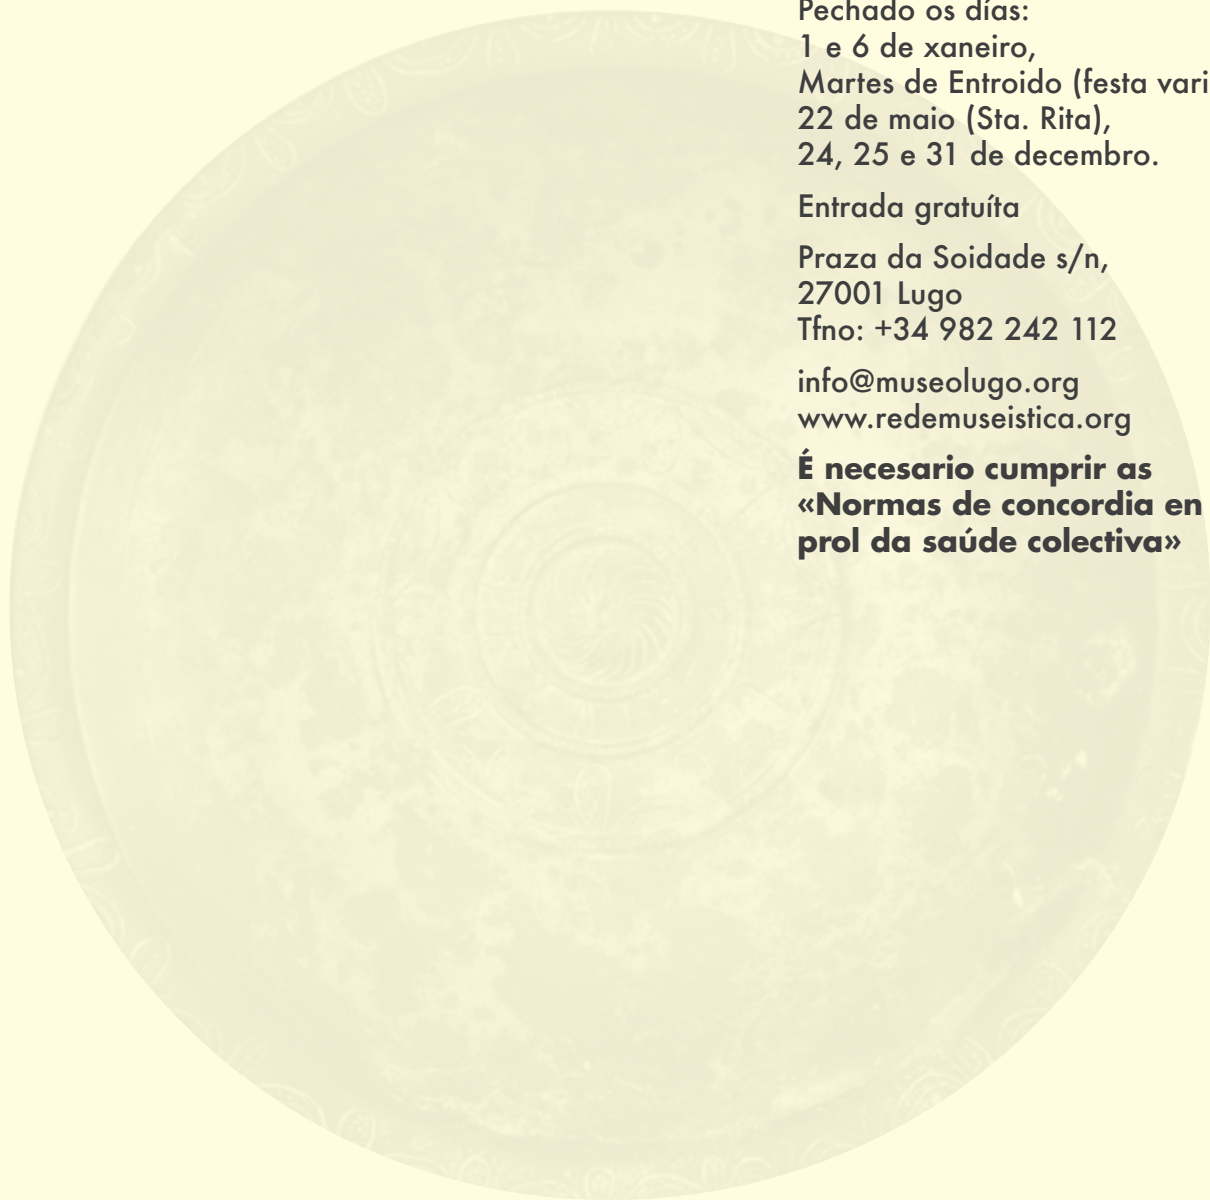 Pechado os días:
1 e 6 de xaneiro,
Martes de Entroido (festa
22 de maio (Sta. Rita),
24, 25 e 31 de decembro.
Entrada gratuíta
Praza da Soidade s/n,
27001 Lugo
Tfno: +34 982 242 112
info@museolugo.org
www.redemuseistica.org
É necesario cumprir as
«Normas de concordia en
prol da saúde colectiva»